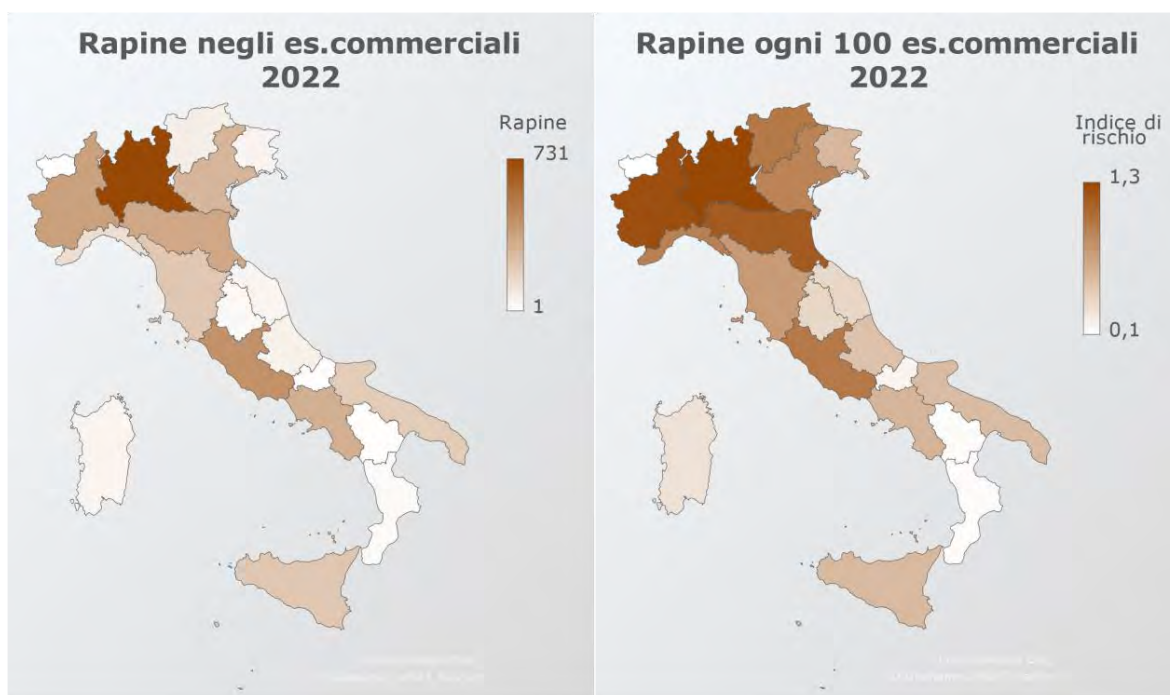 Rapine negli es.commerciali
2022
Rapine
731
1
Rapine ogni 100 es.commerciali
2022
Indice di
rischio
1,3
0,1